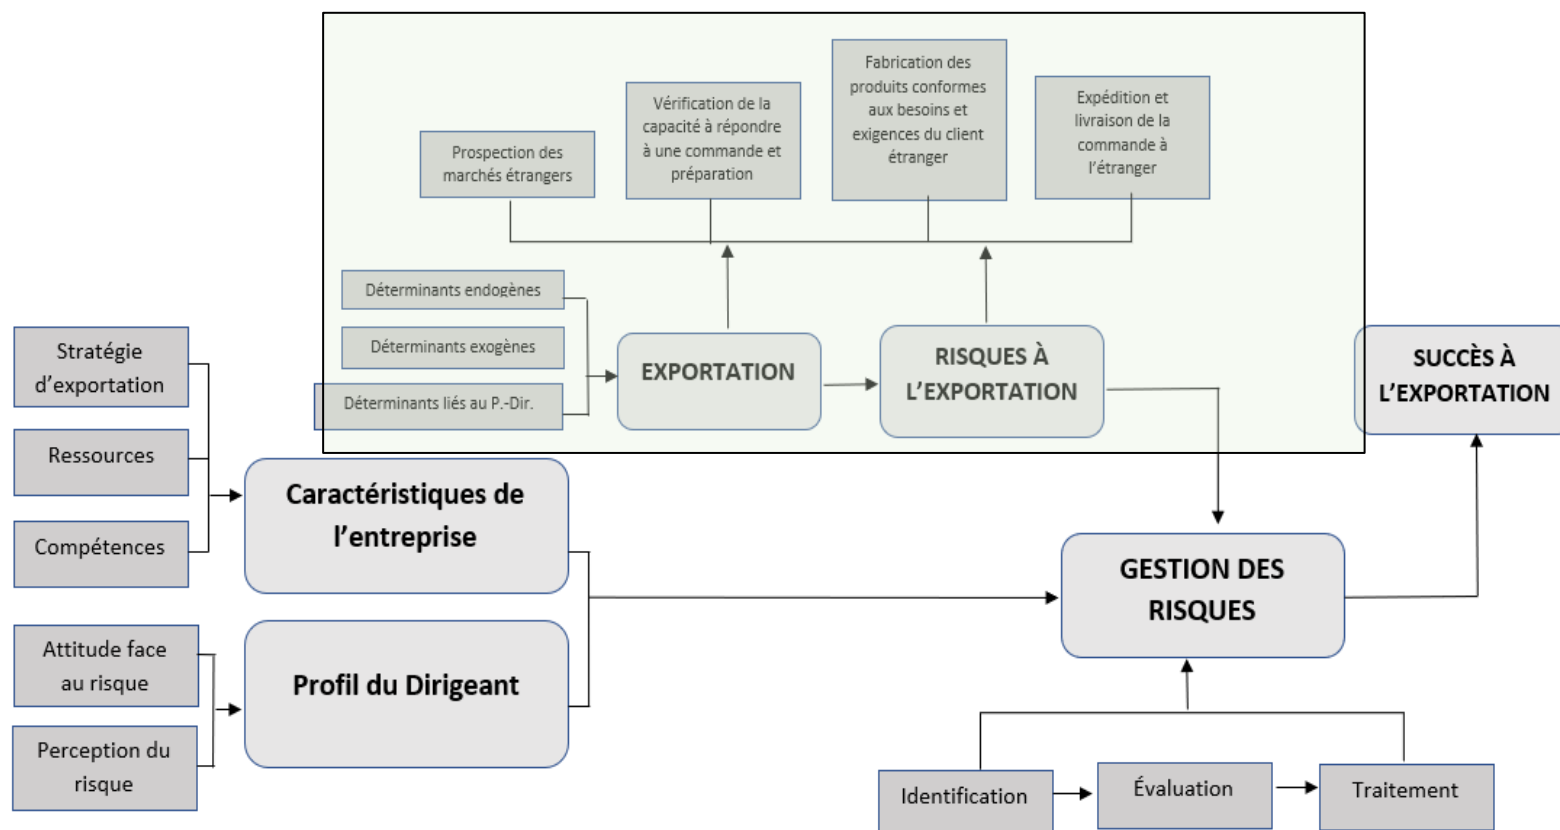 Prospection des
marchés étrangers
Vérification de la
capacité à répondre
à une commande et
préparation
Fabrication des
produits conformes
aux besoins et
exigences du client
étranger
Expédition et
livraison de la
commande à
l'étranger
Déterminants endogènes
Déterminants exogènes
Déterminants liés au P.-Dir.
EXPORTATION
RISQUES À
L'EXPORTATION
SUCCÈS À
L'EXPORTATION
Stratégie
d'exportation
Ressources
Compétences
Caractéristiques de
l'entreprise
GESTION DES
RISQUES
Attitude face
au risque
Perception du
risque
Profil du Dirigeant
Identification
Évaluation
Traitement